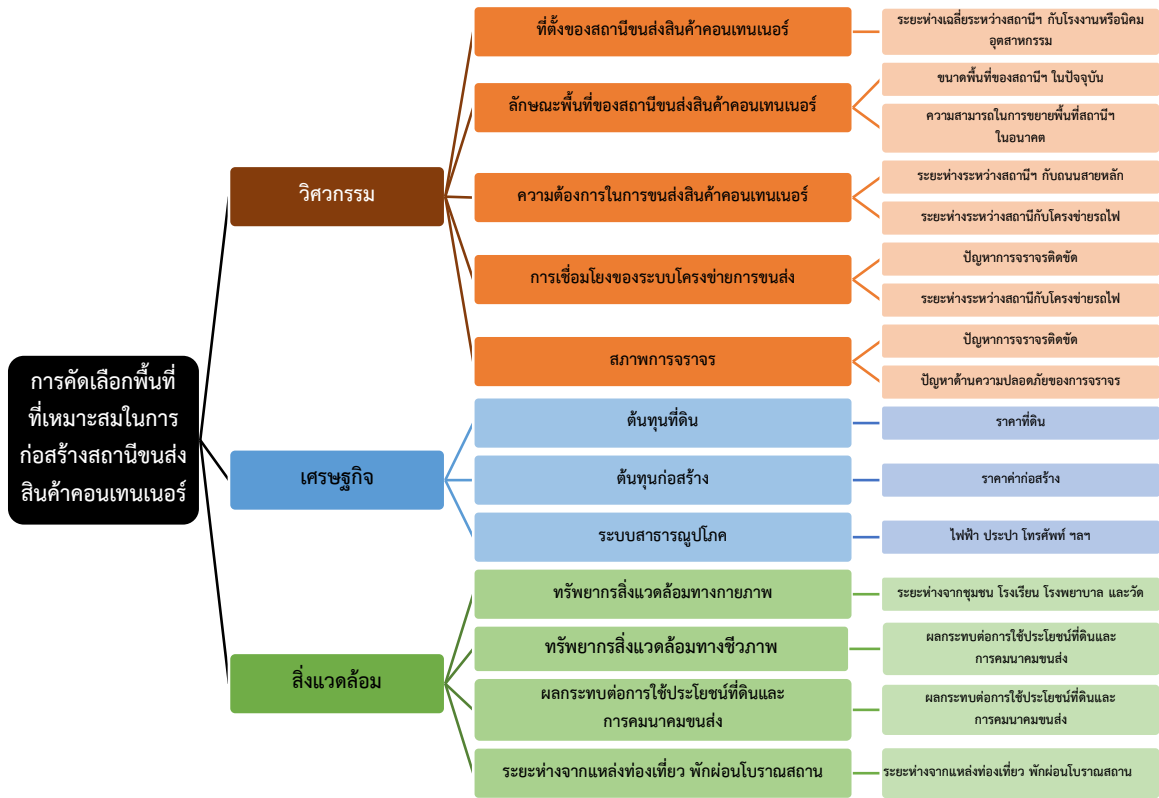 การคัดเลือกพื้นที่
ที่เหมาะสมในการ
ก่อสร้างสถานีขนส่ง
สินค้าคอนเทนเนอร์
วิศวกรรม
ที่ตั้งของสถานีขนส่งสินค้าคอนเทนเนอร์
ระยะห่างเฉลี่ยระหว่างสถานีฯ กับโรงงานหรือนิคม
อุตสาหกรรม
ลักษณะพื้นที่ของสถานีขนส่งสินค้าคอนเทนเนอร์
ขนาดพื้นที่ของสถานีฯ ในปัจจุบัน
ความสามารถในการขยายพื้นที่สถานีฯ
ในอนาคต
ความต้องการในการขนส่งสินค้าคอนเทนเนอร์
ระยะห่างระหว่างสถานีฯ กับถนนสายหลัก
ระยะห่างระหว่างสถานีกับโครงข่ายรถไฟ
การเชื่อมโยงของระบบโครงข่ายการขนส่ง
ปัญหาการจราจรติดขัด
ระยะห่างระหว่างสถานีกับโครงข่ายรถไฟ
สภาพการจราจร
ปัญหาการจราจรติดขัด
ปัญหาด้านความปลอดภัยของการจราจร
เศรษฐกิจ
ต้นทุนที่ดิน
ราคาที่ดิน
ต้นทุนก่อสร้าง
ราคาค่าก่อสร้าง
ระบบสาธารณูปโภค
ไฟฟ้า ประปา โทรศัพท์ ฯลฯ
สิ่งแวดล้อม
ทรัพยากรสิ่งแวดล้อมทางกายภาพ
ระยะห่างจากชุมชน โรงเรียน โรงพยาบาล และวัด
ทรัพยากรสิ่งแวดล้อมทางชีวภาพ
ผลกระทบต่อการใช้ประโยชน์ที่ดินและ
การคมนาคมขนส่ง
ผลกระทบต่อการใช้ประโยชน์ที่ดินและ
การคมนาคมขนส่ง
ผลกระทบต่อการใช้ประโยชน์ที่ดินและ
การคมนาคมขนส่ง
ระยะห่างจากแหล่งท่องเที่ยว พักผ่อนโบราณสถาน
ระยะห่างจากแหล่งท่องเที่ยว พักผ่อนโบราณสถาน